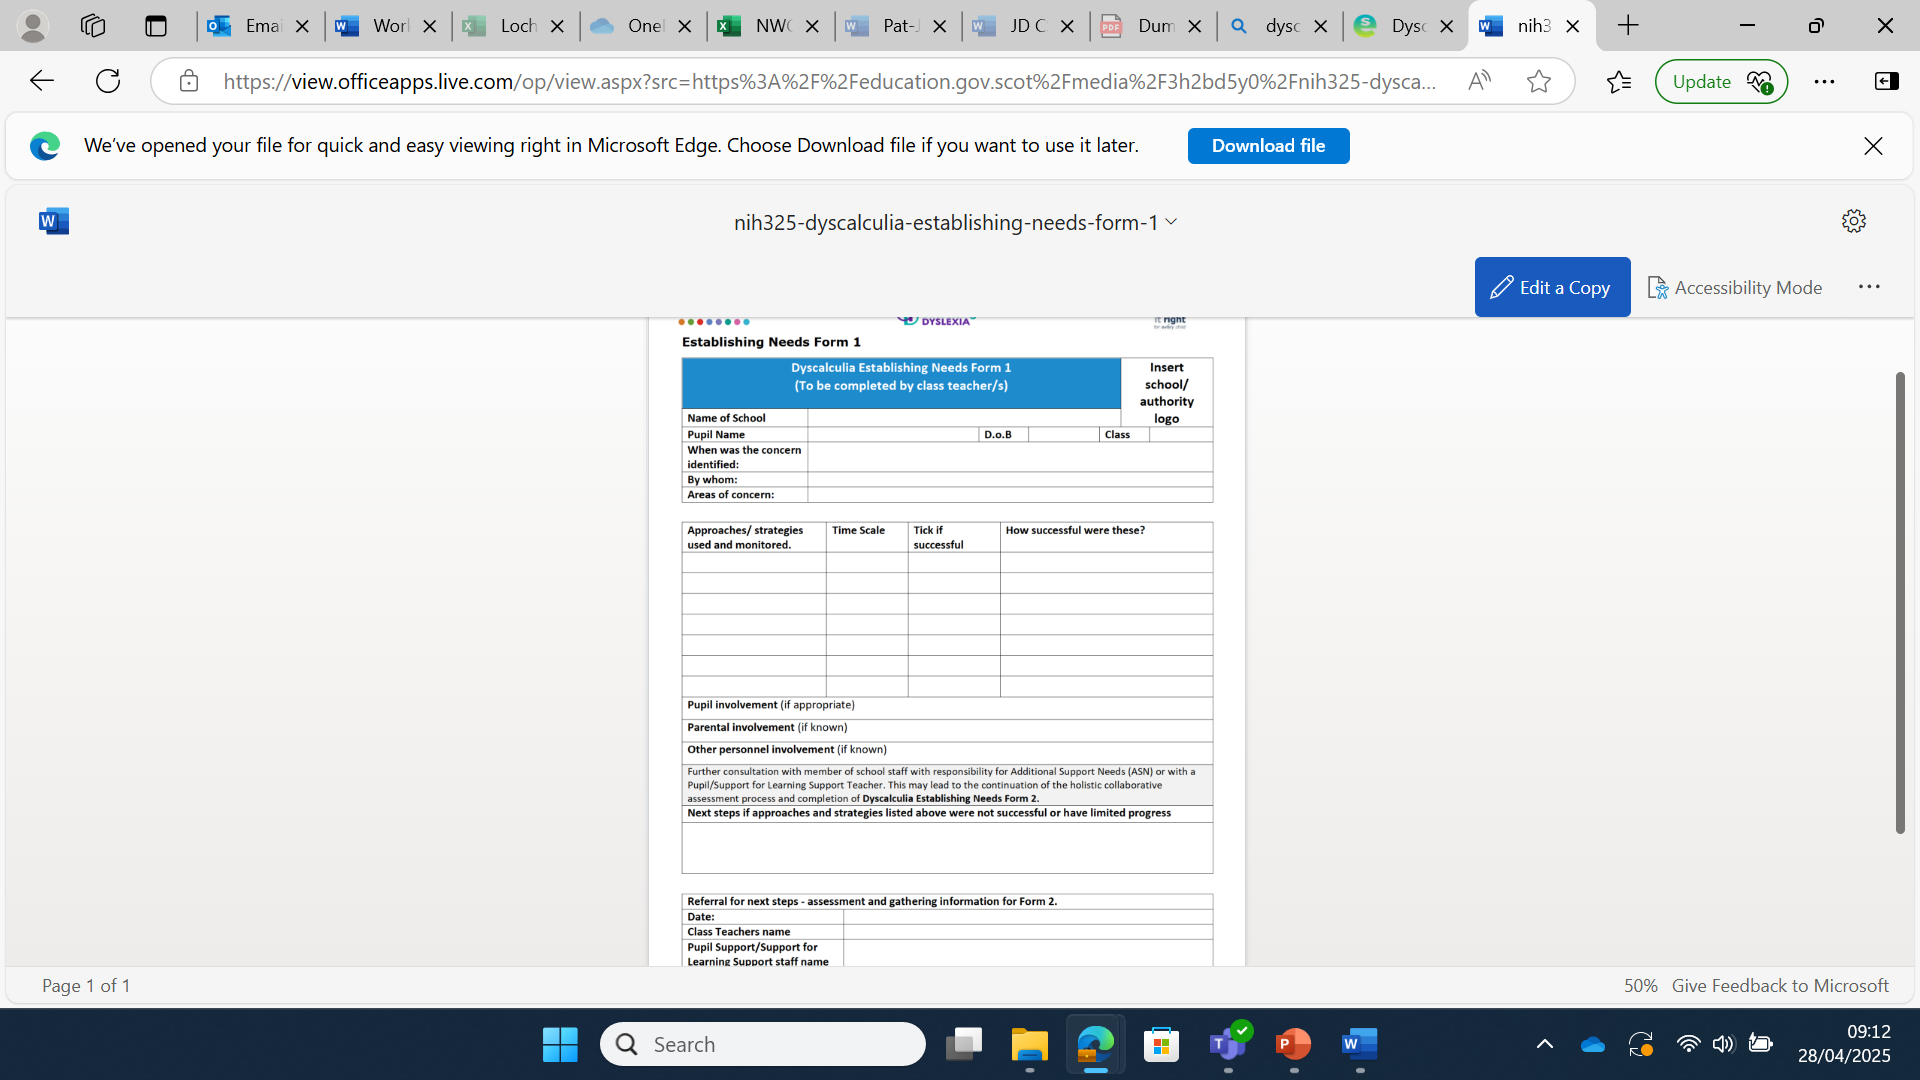 Emai
Worl
Loch
OneI
NWC
Pat-J
JD C
Dum
dysc
Dysc
nih3
https://view.officeapps.live.com/op/view.aspx?src=https%3A%2F%2Feducation.gov.scot%2Fmedia%2F3h2bd5y0%2Fnih325-dysca...
Update
We've opened your file for quick and easy viewing right in Microsoft Edge. Choose Download file if you want to use it later.
Download file
nih325-dyscalculia-establishing-needs-form-1
Edit a Copy
Accessibility Mode
DYSLEXIA
it right
for every child
Establishing Needs Form 1
Dyscalculia Establishing Needs Form 1
(To be completed by class teacher/s)
Insert
school/
authority
logo
Name of School
Pupil Name
D.o.B
Class
When was the concern
identified:
By whom:
Areas of concern:
Approaches/ strategies
used and monitored.
Time Scale
Tick if
successful
How successful were these?
Pupil involvement (if appropriate)
Parental involvement (if known)
Other personnel involvement (if known)
Further consultation with member of school staff with responsibility for Additional Support Needs (ASN) or with a
Pupil/Support for Learning Support Teacher. This may lead to the continuation of the holistic collaborative
assessment process and completion of Dyscalculia Establishing Needs Form 2.
Next steps if approaches and strategies listed above were not successful or have limited progress
Referral for next steps - assessment and gathering information for Form 2.
Date:
Class Teachers name
Pupil Support/Support for
Learning Support staff name
Page 1 of 1
50%
Give Feedback to Microsoft
Search
09:12
28/04/2025